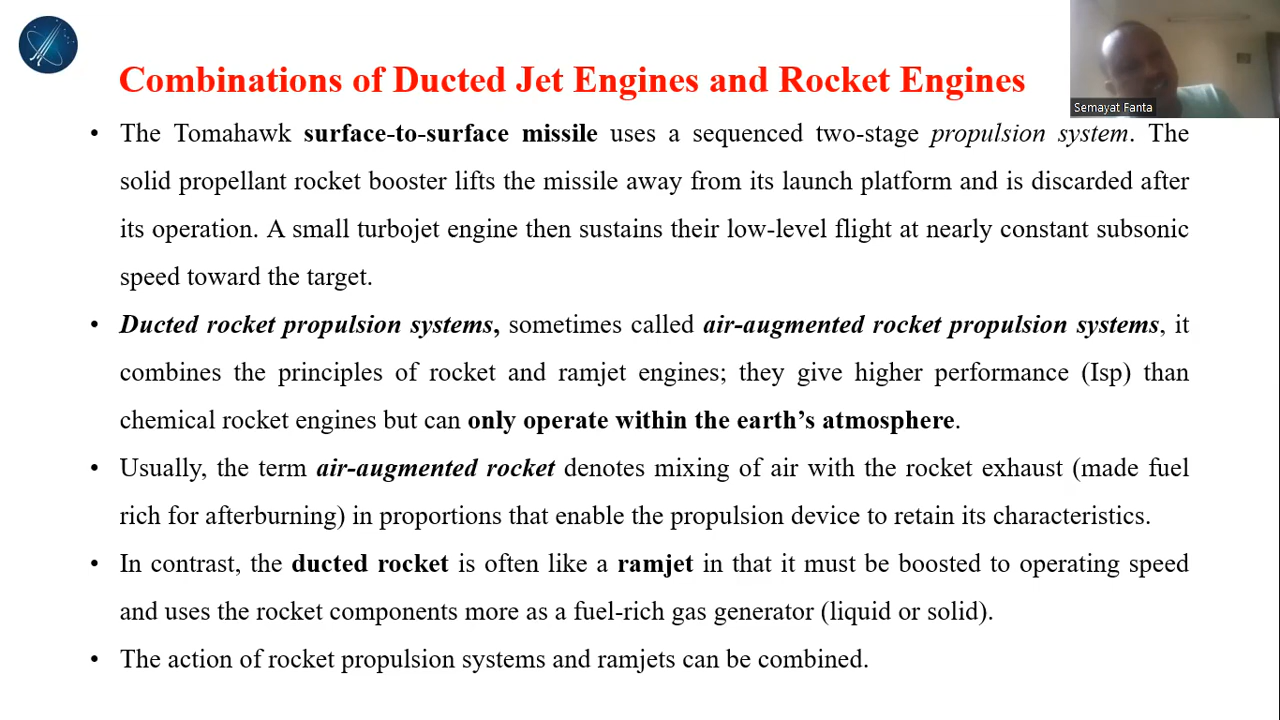 Combinations of Ducted Jet Engines and Rocket Engines
Semayat Fanta
• The Tomahawk surface-to-surface missile uses a sequenced two-stage propulsion system. The
solid propellant rocket booster lifts the missile away from its launch platform and is discarded after
its operation. A small turbojet engine then sustains their low-level flight at nearly constant subsonic
speed toward the target.
• Ducted rocket propulsion systems, sometimes called air-augmented rocket propulsion systems, it
combines the principles of rocket and ramjet engines; they give higher performance (Isp) than
chemical rocket engines but can only operate within the earth’s atmosphere.
• Usually, the term air-augmented rocket denotes mixing of air with the rocket exhaust (made fuel
rich for afterburning) in proportions that enable the propulsion device to retain its characteristics.
• In contrast, the ducted rocket is often like a ramjet in that it must be boosted to operating speed
and uses the rocket components more as a fuel-rich gas generator (liquid or solid).
• The action of rocket propulsion systems and ramjets can be combined.